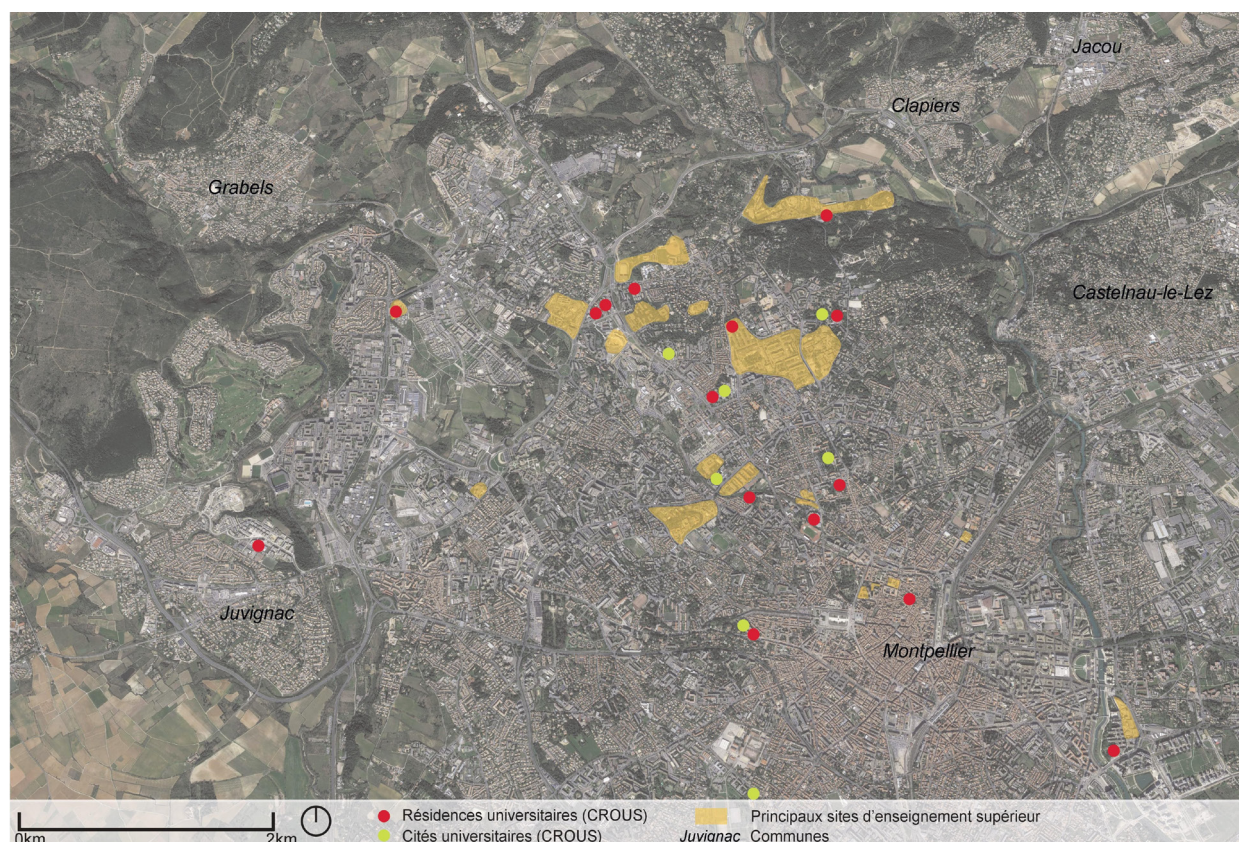 Jacou
Clapiers
Grabels
Castelnau-le-Lez
Juvignac
Montpellier
0km 2km
Résidences universitaires (CROUS)
Cités universitaires (CROUS)
Principaux sites d'enseignement supérieur
Juvignac Communes